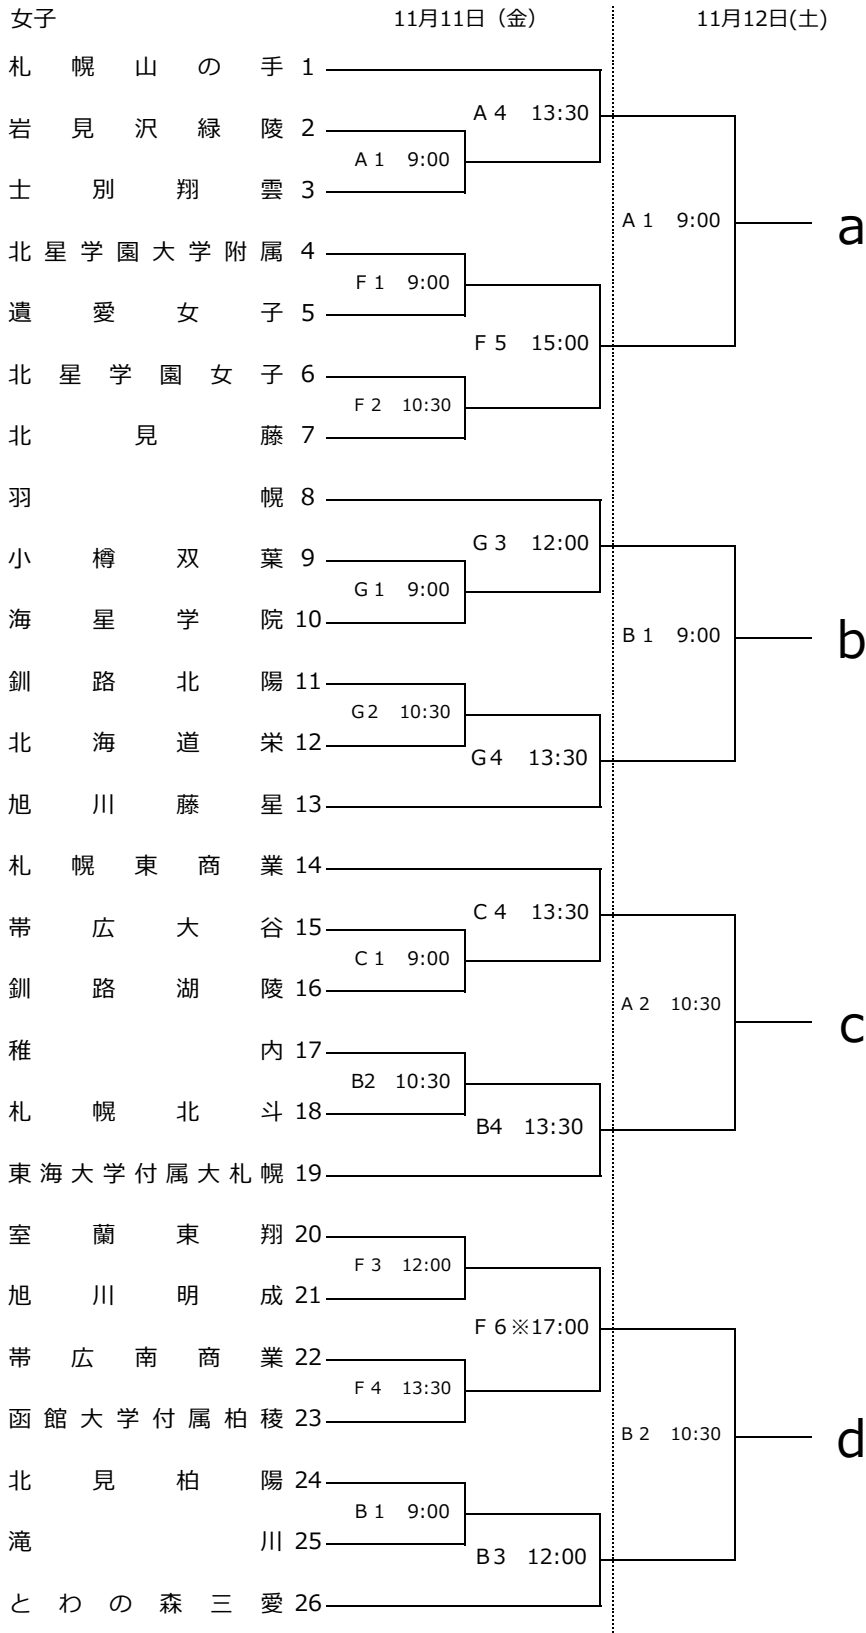 女子 11月11日（金） 11月12日(土)
札幌山の手 1
A 4 13:30
岩見沢緑陵 2
A 1 9:00
士別翔雲 3
A 1 9:00
a
北星学園大学附属 4
F 1 9:00
遺愛女子 5
F 5 15:00
北星学園女子 6
F 2 10:30
北見藤 7
羽幌 8
G 3 12:00
小樽双葉 9
G 1 9:00
海星学院 10
B 1 9:00
b
釧路北陽 11
G2 10:30
北海道栄 12
G4 13:30
旭川藤星 13
札幌東商業 14
C 4 13:30
帯広大谷 15
C 1 9:00
釧路湖陵 16
A 2 10:30
c
稚内 17
B2 10:30
札幌北斗 18
B4 13:30
東海大学付属大札幌 19
室蘭東翔 20
F 3 12:00
旭川明成 21
F 6※17:00
帯広南商業 22
F 4 13:30
函館大学付属柏稜 23
B 2 10:30
d
北見柏陽 24
B 1 9:00
滝川 25
B3 12:00
とわの森三愛 26